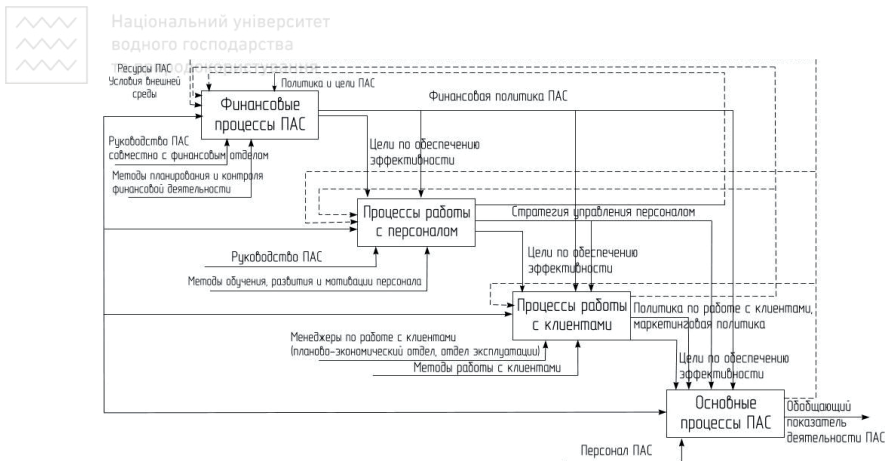 Національний університет
водного господарства
та природокористування
Ресурсы ПАС
Условия внешней
среды
Политика и цели ПАС
Финансовая политика ПАС
Финансовые
процессы ПАС
Руководство ПАС
совместно с финансовым отделом
Методы планирования и контроля
финансовой деятельности
Цели по обеспечению
эффективности
Процессы работы
с персоналом
Стратегия управления персоналом
Руководство ПАС
Методы обучения, развития и мотивации персонала
Цели по обеспечению
эффективности
Процессы работы
с клиентами
Политика по работе с клиентами,
маркетинговая политика
Менеджеры по работе с клиентами
(планово-экономический отдел, отдел эксплуатации)
Методы работы с клиентами
Цели по обеспечению
эффективности
Основные
процессы ПАС
Обобщающий
показатель
деятельности ПАС
Персонал ПАС